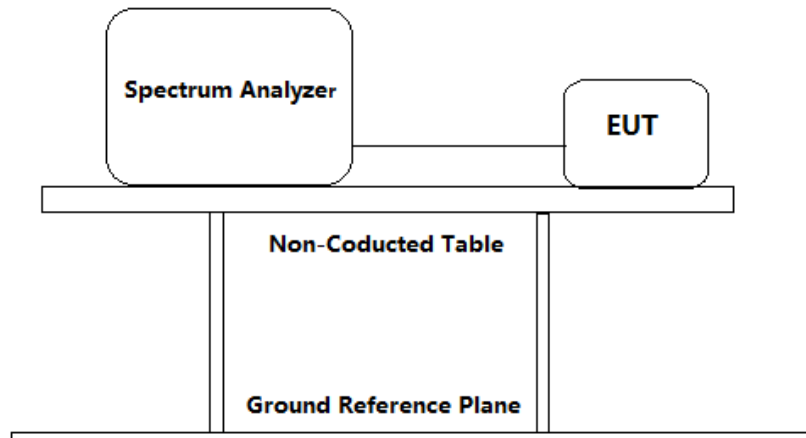 Spectrum Analyzer
EUT
Non-Coducted Table
Ground Reference Plane